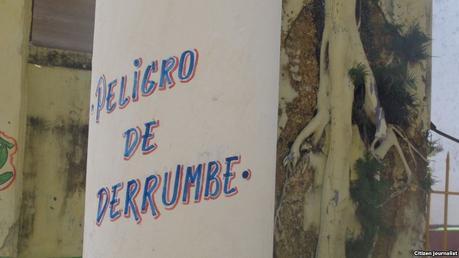 PELIGRO
DE
DERRUMBE.
Citizen Journalist